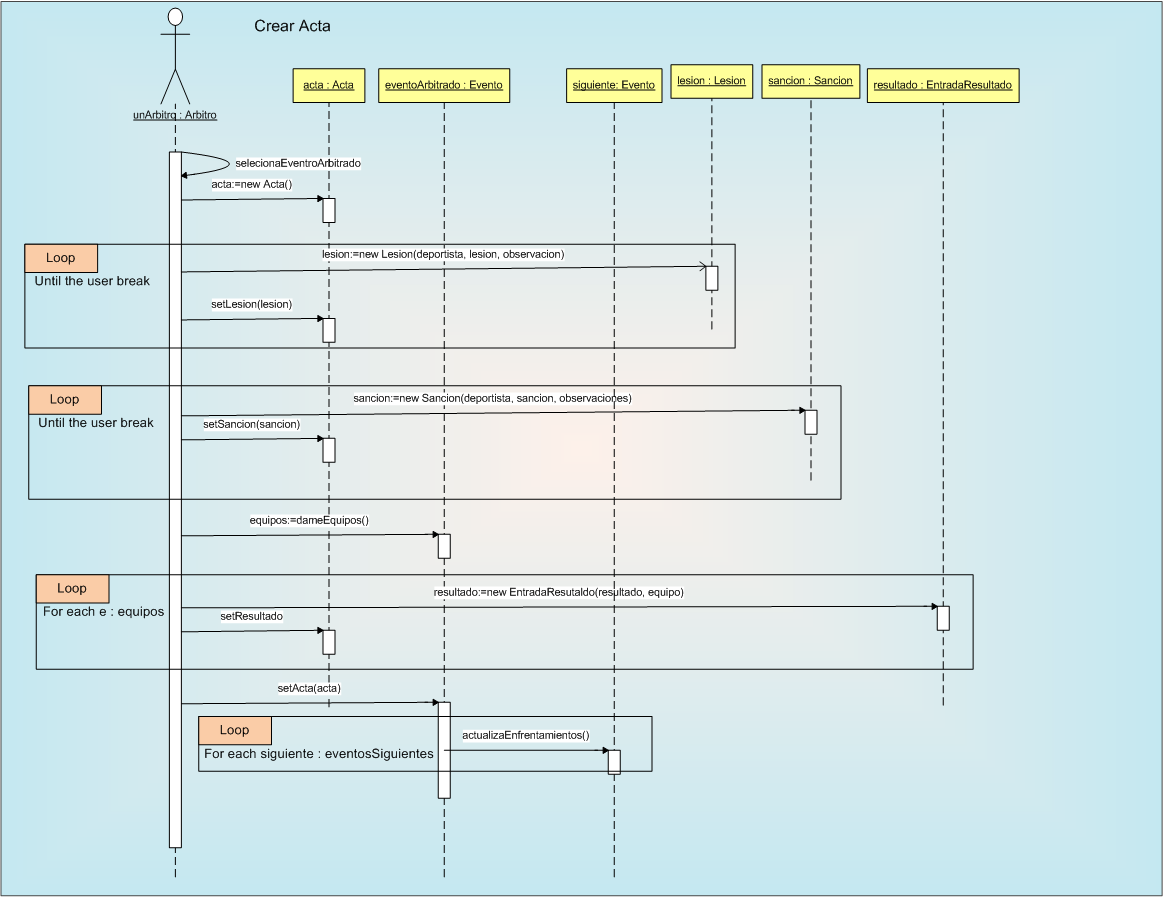 Crear Acta
acta : Acta
eventoArbitrado : Evento
siguiente: Evento
lesion : Lesion
sancion : Sancion
resultado : EntradaResultado
unArbitro : Arbitro
selecionaEventroArbitrado
acta:=new Acta()
Loop
lesion:=new Lesion(deportista, lesion, observacion)
Until the user break
setLesion(lesion)
Loop
sancion:=new Sancion(deportista, sancion, observaciones)
Until the user break
setSancion(sancion)
equipos:=dameEquipos()
Loop
resultado:=new EntradaResutaldo(resultado, equipo)
For each e : equipos
setResultado
setActa(acta)
Loop
actualizaEnfrentamientos()
For each siguiente : eventosSiguientes